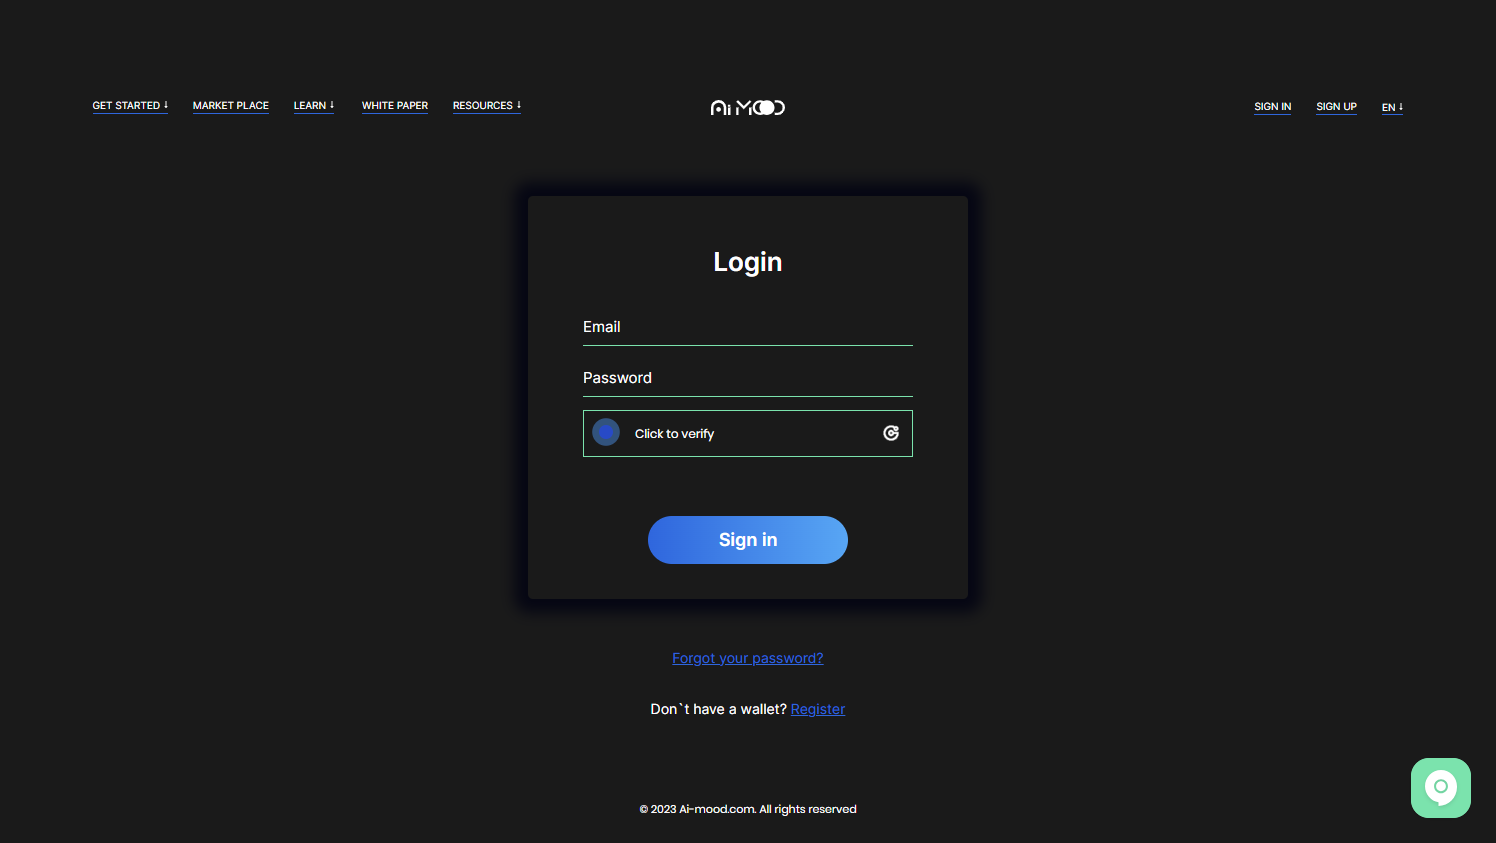 GET STARTED ↓ MARKET PLACE LEARN ↓ WHITE PAPER RESOURCES ↓ Ai MOOD SIGN IN SIGN UP EN ↓
Login
Email
Password
Click to verify
Sign in
Forgot your password?
Don`t have a wallet? Register
© 2023 Ai-mood.com. All rights reserved